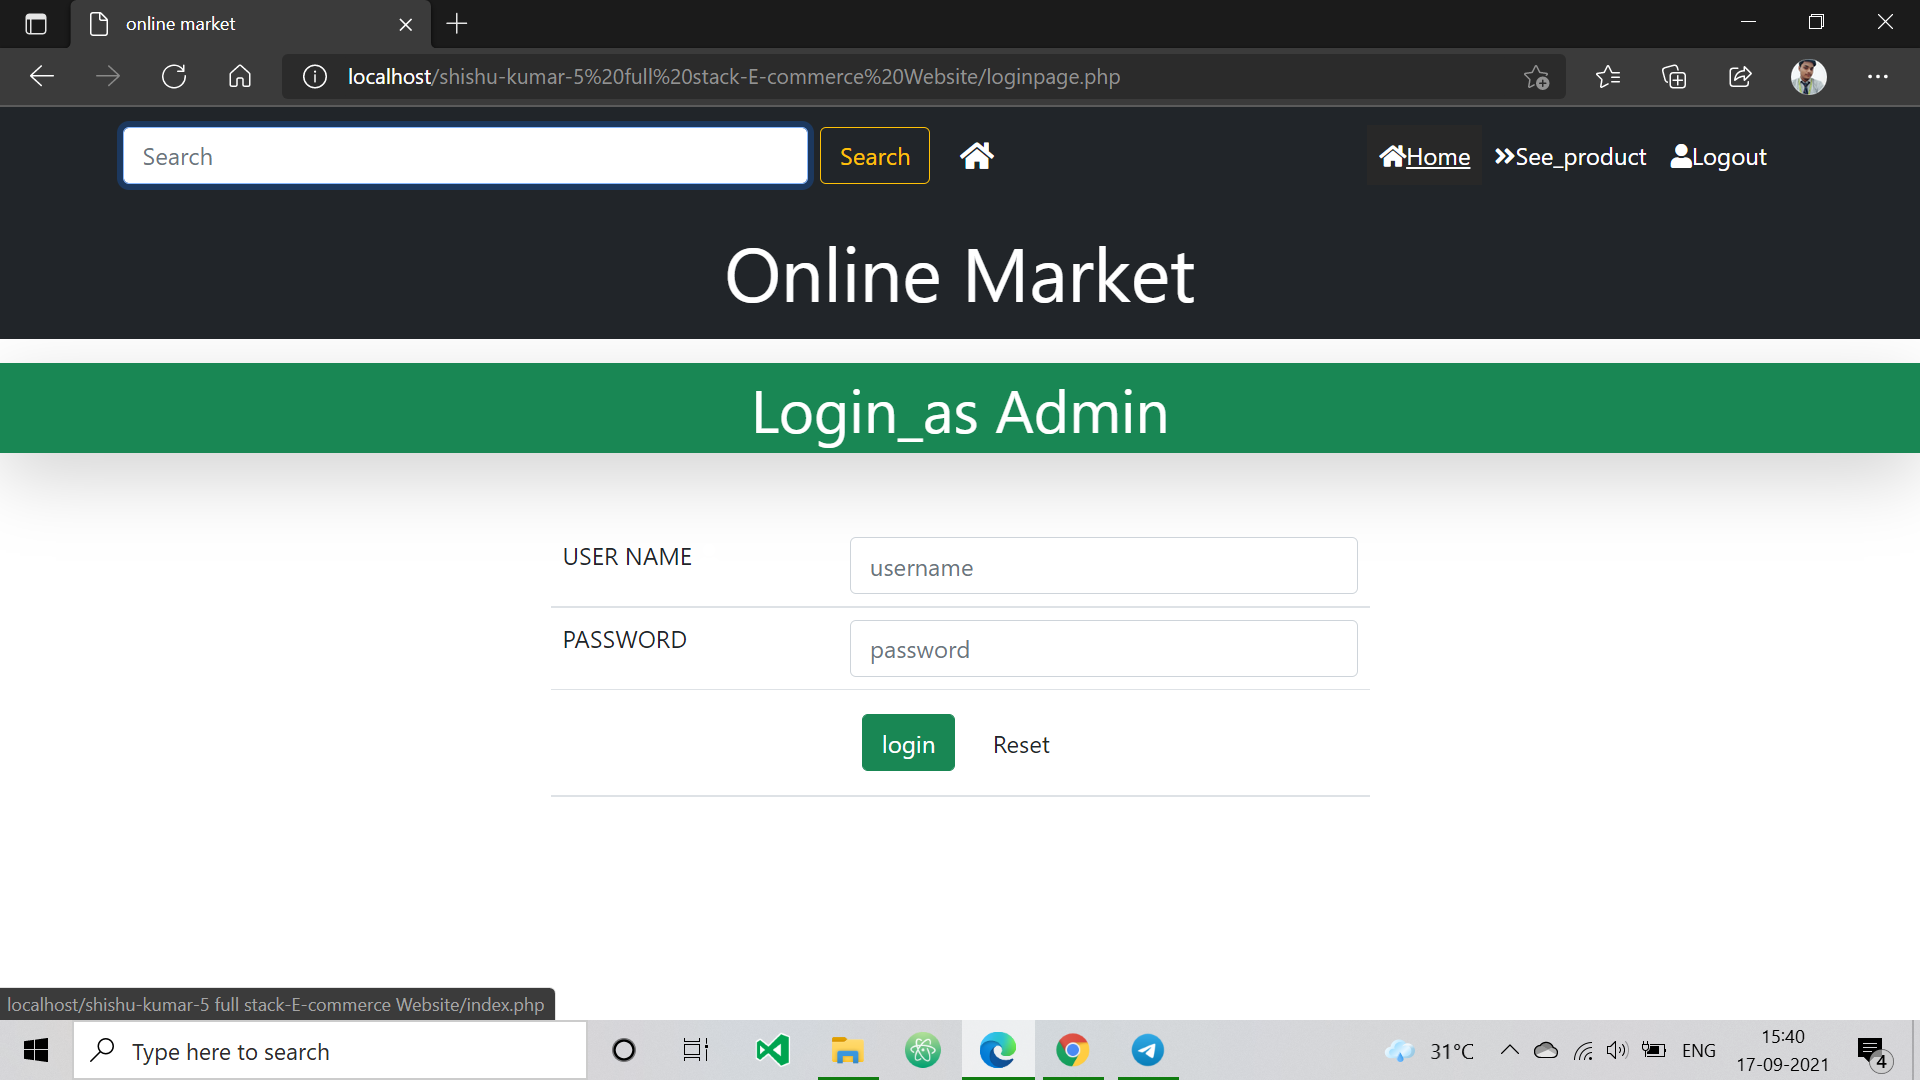 online market
localhost/shishu-kumar-5%20full%20stack-E-commerce%20Website/loginpage.php
Search Search Home See_product Logout
Online Market
Login_as Admin
USER NAME username
PASSWORD password
login Reset
localhost/shishu-kumar-5 full stack-E-commerce Website/index.php
Type here to search 31°C ENG 15:40
17-09-2021 4